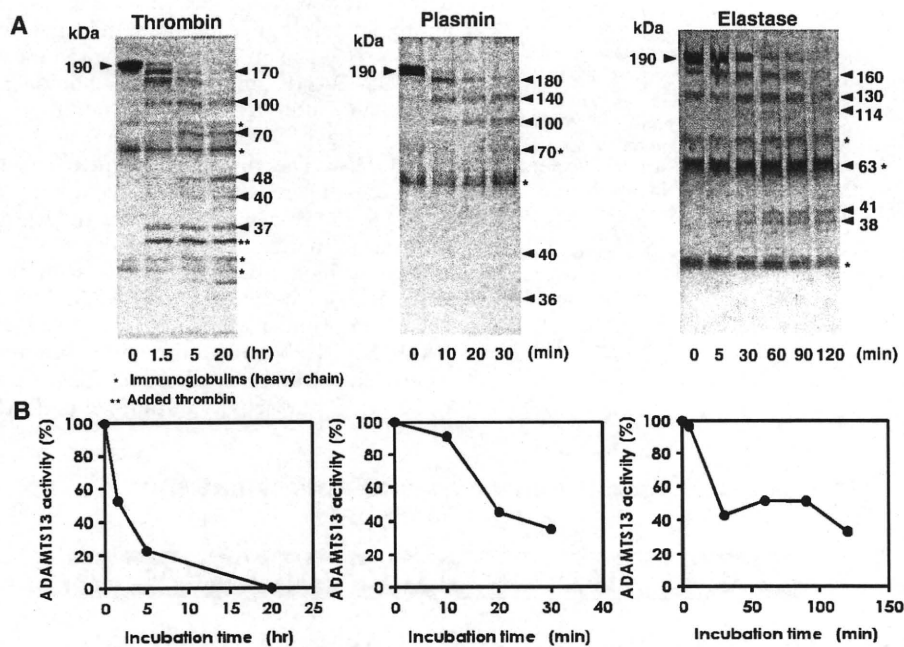 A
Thrombin
Plasmin
Elastase
kDa
190
170
100
*
70
*
48
40
37
**
*
*
0 1.5 5 20 (hr)
kDa
190
180
140
100
70*
*
40
36
0 10 20 30 (min)
kDa
190
160
130
114
*
63*
41
38
*
0 5 30 60 90 120 (min)
* Immunoglobulins (heavy chain)
** Added thrombin
B
ADAMTS13 activity (%)
100
80
60
40
20
0
0 5 10 15 20 25
Incubation time (hr)
ADAMTS13 activity (%)
100
80
60
40
20
0
0 10 20 30 40
Incubation time (min)
ADAMTS13 activity (%)
100
80
60
40
20
0
0 50 100 150
Incubation time (min)